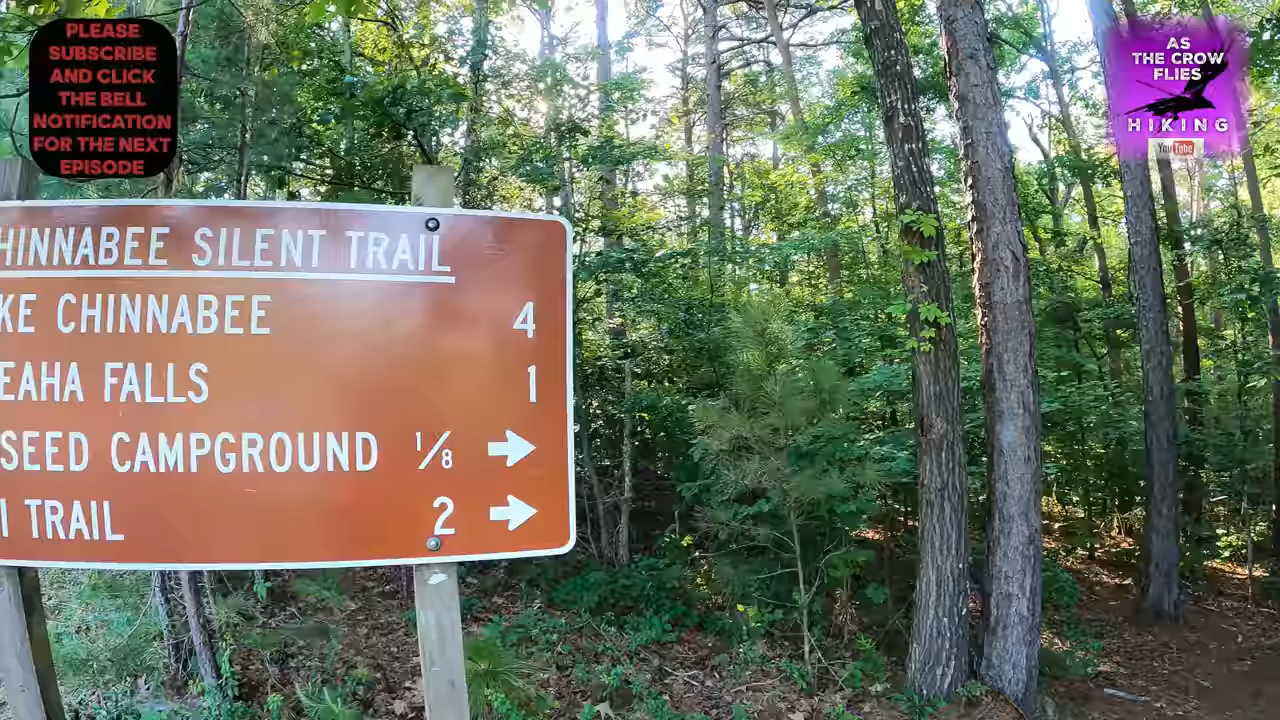 PLEASE
SUBSCRIBE
AND CLICK
THE BELL
NOTIFICATION
FOR THE NEXT
EPISODE
AS
THE CROW
FLIES
HIKING
YouTube
HINNABEE SILENT TRAIL
KE CHINNABEE 4
EAHA FALLS 1
SEED CAMPGROUND 1/8
I TRAIL 2